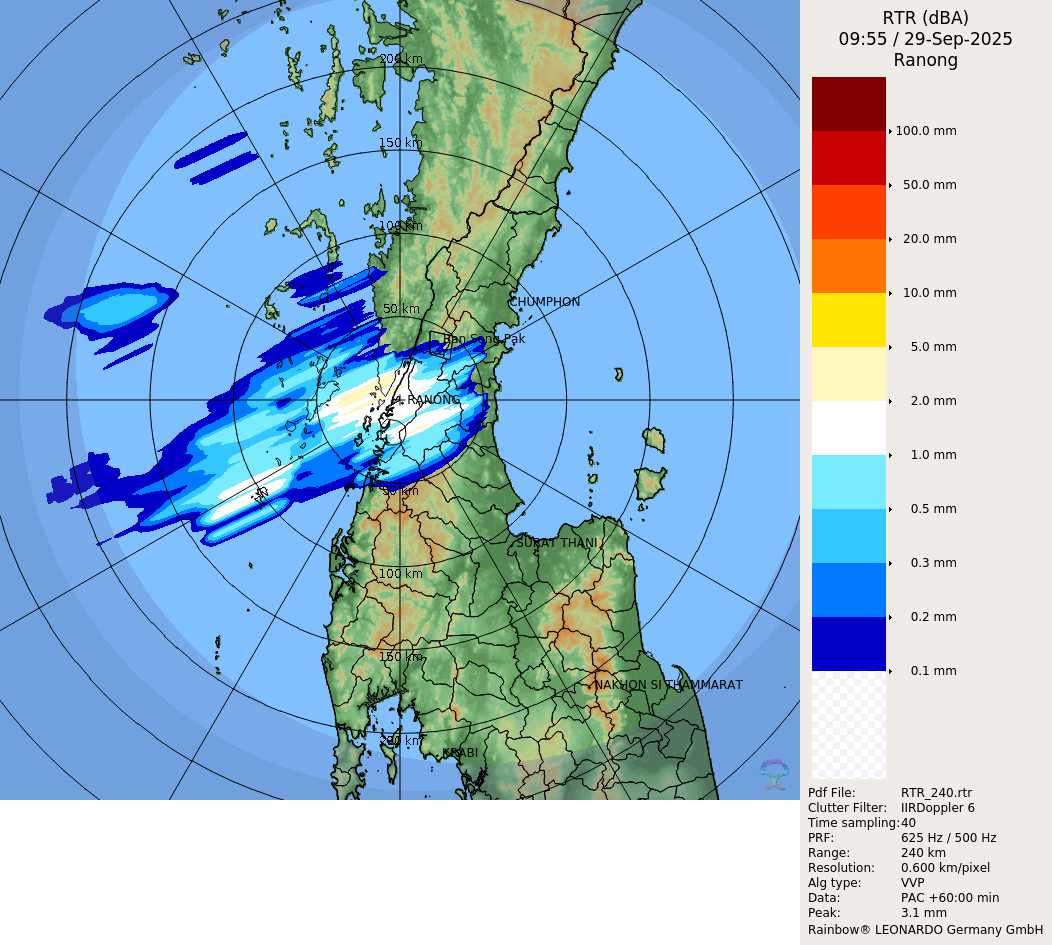 RTR (dBA)
09:55 / 29-Sep-2025
Ranong
100.0 mm
50.0 mm
20.0 mm
10.0 mm
5.0 mm
2.0 mm
1.0 mm
0.5 mm
0.3 mm
0.2 mm
0.1 mm
200 km
150 km
100 km
50 km
CHUMPHON
Ban Song Pak
RANONG
50 km
SURAT THANI
100 km
150 km
NAKHON SI THAMMARAT
200 km
KRABI
Pdf File: RTR_240.rtr
Clutter Filter: IIRDoppler 6
Time sampling: 40
PRF: 625 Hz / 500 Hz
Range: 240 km
Resolution: 0.600 km/pixel
Alg type: VVP
Data: PAC +60:00 min
Peak: 3.1 mm
Rainbow® LEONARDO Germany GmbH